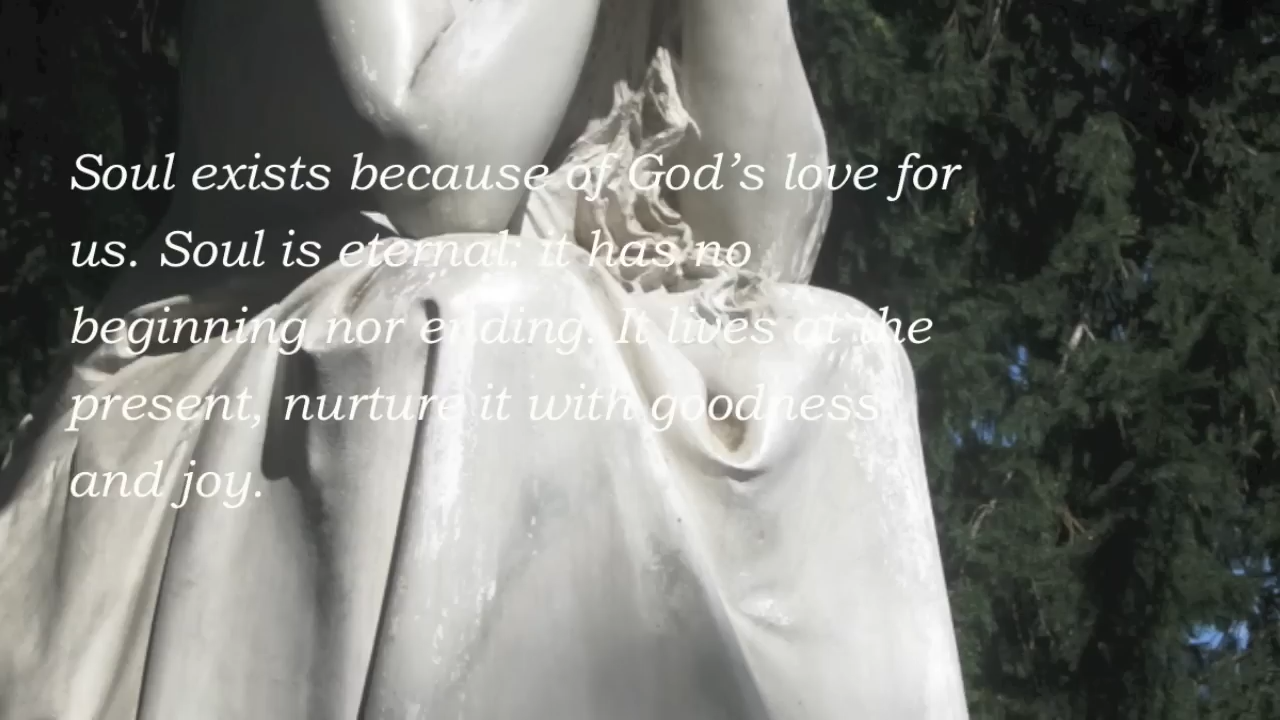 Soul exists because of God’s love for
us. Soul is eternal: it has no
beginning nor ending. It lives at the
present, nurture it with goodness
and joy.